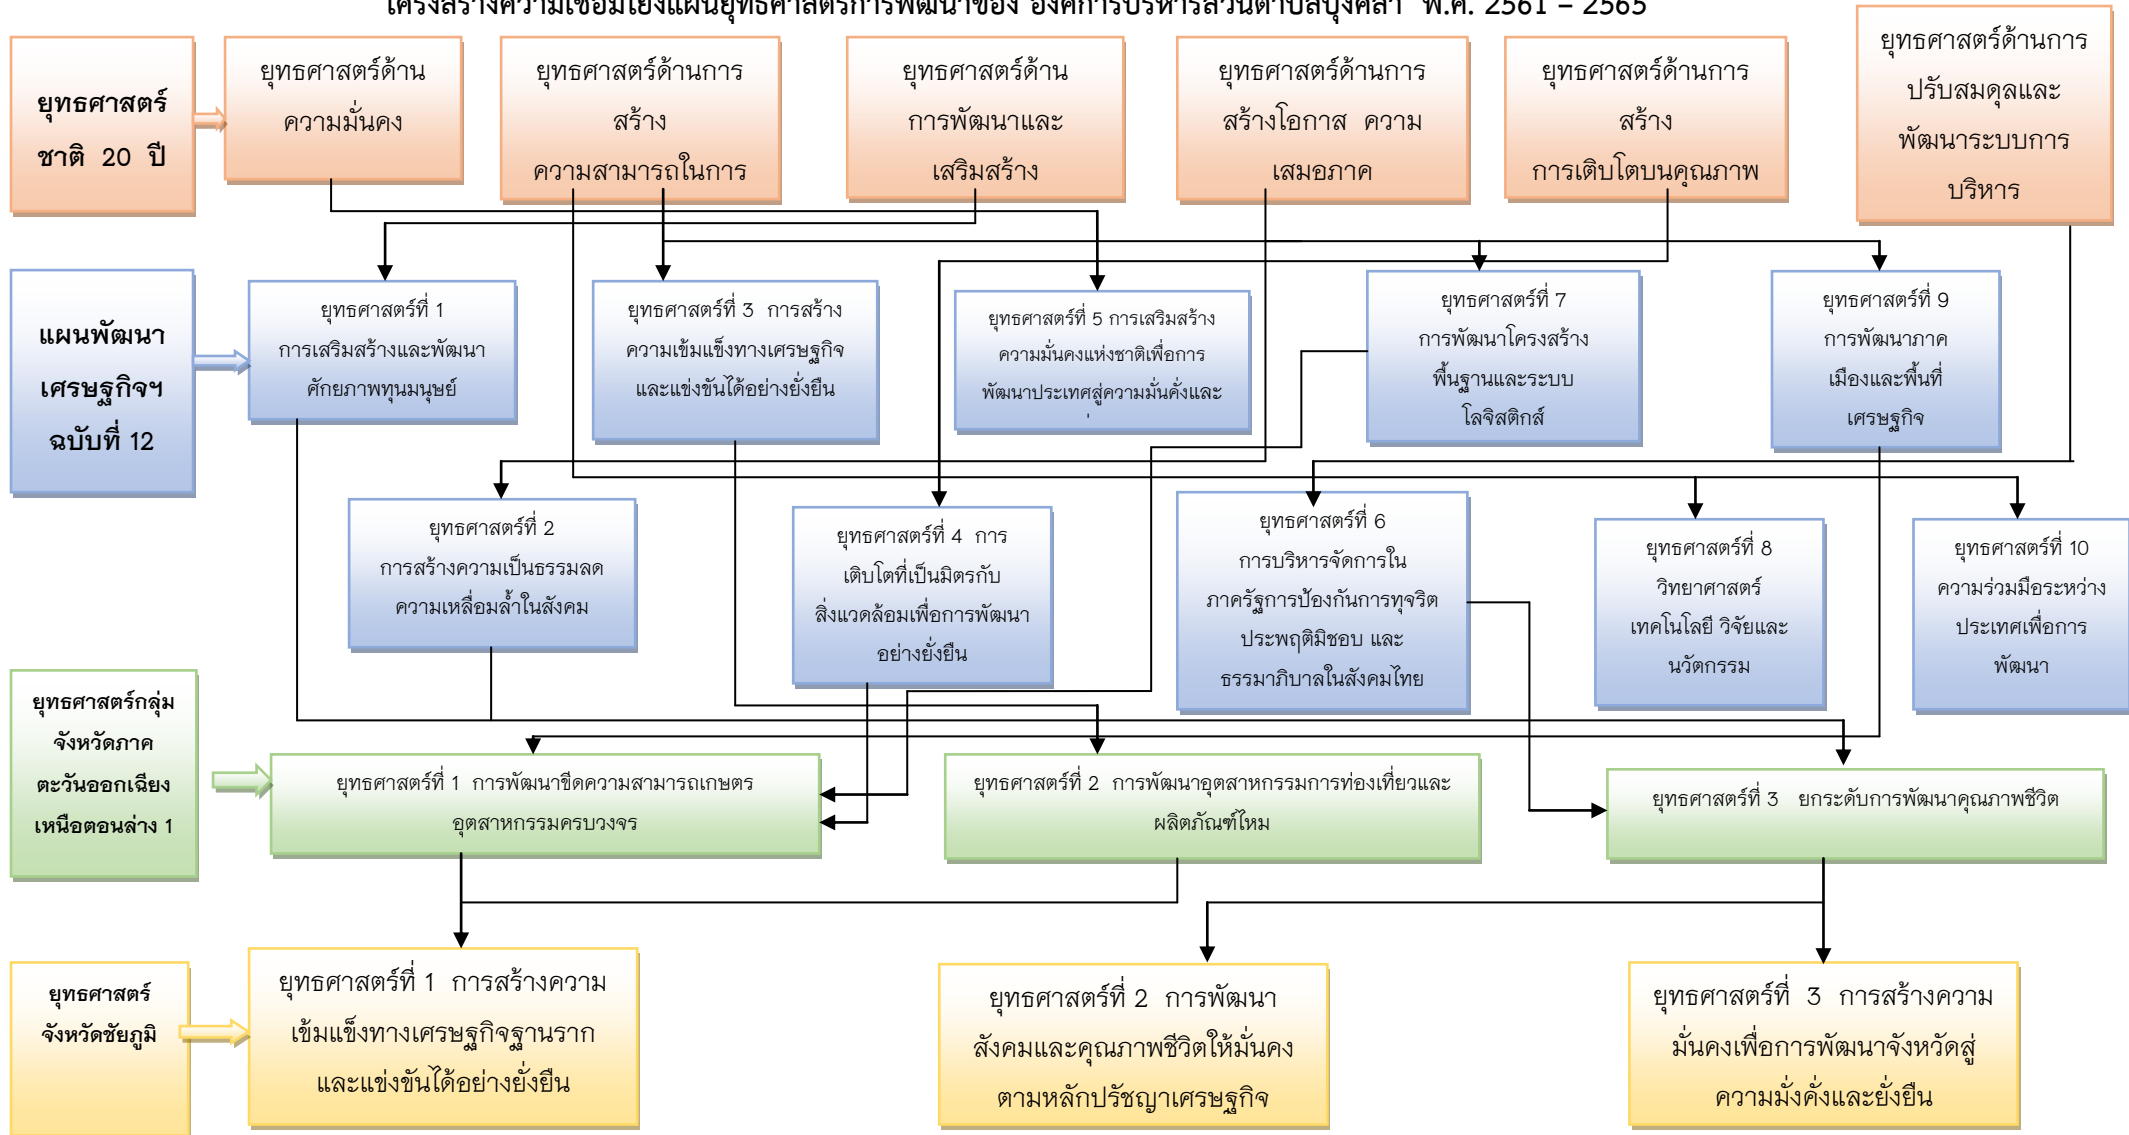 โครงสร้างความเชื่อมโยงแผนยุทธศาสตร์การพัฒนาของ องค์การบริหารส่วนตำบลบุ่งคล้า พ.ศ. 2561 – 2565
ยุทธศาสตร์
ชาติ 20 ปี
ยุทธศาสตร์ด้าน
ความมั่นคง
ยุทธศาสตร์ด้านการ
สร้าง
ความสามารถในการ
ยุทธศาสตร์ด้าน
การพัฒนาและ
เสริมสร้าง
ยุทธศาสตร์ด้านการ
สร้างโอกาส ความ
เสมอภาค
ยุทธศาสตร์ด้านการ
สร้าง
การเติบโตบนคุณภาพ
ยุทธศาสตร์ด้านการ
ปรับสมดุลและ
พัฒนาระบบการ
บริหาร
แผนพัฒนา
เศรษฐกิจฯ
ฉบับที่ 12
ยุทธศาสตร์ที่ 1
การเสริมสร้างและพัฒนา
ศักยภาพทุนมนุษย์
ยุทธศาสตร์ที่ 3 การสร้าง
ความเข้มแข็งทางเศรษฐกิจ
และแข่งขันได้อย่างยั่งยืน
ยุทธศาสตร์ที่ 5 การเสริมสร้าง
ความมั่นคงแห่งชาติเพื่อการ
พัฒนาประเทศสู่ความมั่นคั่งและ
ยุทธศาสตร์ที่ 7
การพัฒนาโครงสร้าง
พื้นฐานและระบบ
โลจิสติกส์
ยุทธศาสตร์ที่ 9
การพัฒนาภาค
เมืองและพื้นที่
เศรษฐกิจ
ยุทธศาสตร์ที่ 2
การสร้างความเป็นธรรมลด
ความเหลื่อมล้ำในสังคม
ยุทธศาสตร์ที่ 4 การ
เติบโตที่เป็นมิตรกับ
สิ่งแวดล้อมเพื่อการพัฒนา
อย่างยั่งยืน
ยุทธศาสตร์ที่ 6
การบริหารจัดการใน
ภาครัฐการป้องกันการทุจริต
ประพฤติมิชอบ และ
ธรรมาภิบาลในสังคมไทย
ยุทธศาสตร์ที่ 8
วิทยาศาสตร์
เทคโนโลยี วิจัยและ
นวัตกรรม
ยุทธศาสตร์ที่ 10
ความร่วมมือระหว่าง
ประเทศเพื่อการ
พัฒนา
ยุทธศาสตร์กลุ่ม
จังหวัดภาค
ตะวันออกเฉียง
เหนือตอนล่าง 1
ยุทธศาสตร์ที่ 1 การพัฒนาขีดความสามารถเกษตร
อุตสาหกรรมครบวงจร
ยุทธศาสตร์ที่ 2 การพัฒนาอุตสาหกรรมการท่องเที่ยวและ
ผลิตภัณฑ์ไหม
ยุทธศาสตร์ที่ 3 ยกระดับการพัฒนาคุณภาพชีวิต
ยุทธศาสตร์
จังหวัดชัยภูมิ
ยุทธศาสตร์ที่ 1 การสร้างความ
เข้มแข็งทางเศรษฐกิจฐานราก
และแข่งขันได้อย่างยั่งยืน
ยุทธศาสตร์ที่ 2 การพัฒนา
สังคมและคุณภาพชีวิตให้มั่นคง
ตามหลักปรัชญาเศรษฐกิจ
ยุทธศาสตร์ที่ 3 การสร้างความ
มั่นคงเพื่อการพัฒนาจังหวัดสู่
ความมั่งคั่งและยั่งยืน